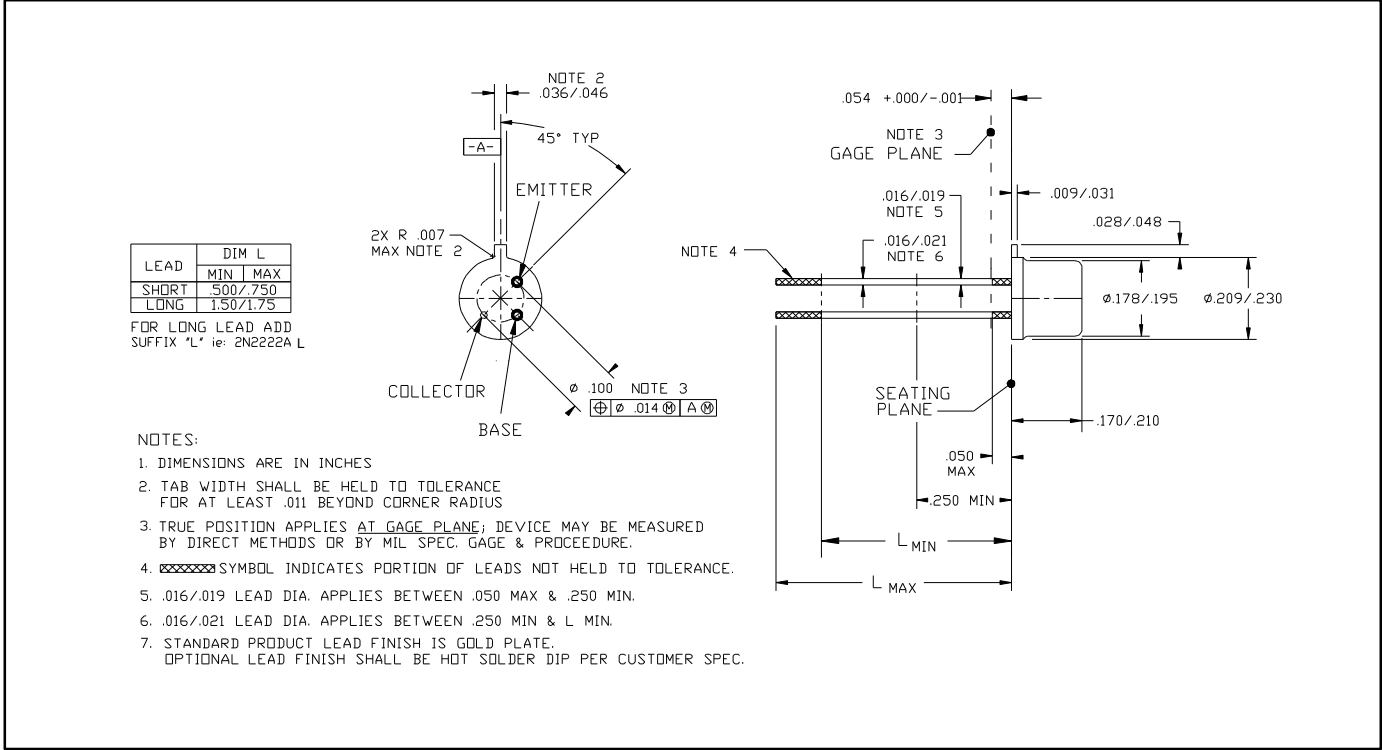 NOTE 2
.036/.046
-A-
45° TYP
EMITTER
2X R .007
MAX NOTE 2
LEAD
DIM L
MIN MAX
SHORT .500/.750
LONG 1.50/1.75
FOR LONG LEAD ADD
SUFFIX "L" ie: 2N2222A L
COLLECTOR
BASE
ø .100 NOTE 3
⌖ ø .014 Ⓜ A Ⓜ
.054 +.000/-.001
NOTE 3
GAGE PLANE
.016/.019
NOTE 5
.016/.021
NOTE 6
NOTE 4
.009/.031
.028/.048
ø.178/.195
ø.209/.230
SEATING
PLANE
.170/.210
.050
MAX
.250 MIN
L MIN
L MAX
NOTES:
1. DIMENSIONS ARE IN INCHES
2. TAB WIDTH SHALL BE HELD TO TOLERANCE
FOR AT LEAST .011 BEYOND CORNER RADIUS
3. TRUE POSITION APPLIES AT GAGE PLANE; DEVICE MAY BE MEASURED
BY DIRECT METHODS OR BY MIL SPEC. GAGE & PROCEEDURE.
4. SYMBOL INDICATES PORTION OF LEADS NOT HELD TO TOLERANCE.
5. .016/.019 LEAD DIA. APPLIES BETWEEN .050 MAX & .250 MIN.
6. .016/.021 LEAD DIA. APPLIES BETWEEN .250 MIN & L MIN.
7. STANDARD PRODUCT LEAD FINISH IS GOLD PLATE.
OPTIONAL LEAD FINISH SHALL BE HOT SOLDER DIP PER CUSTOMER SPEC.